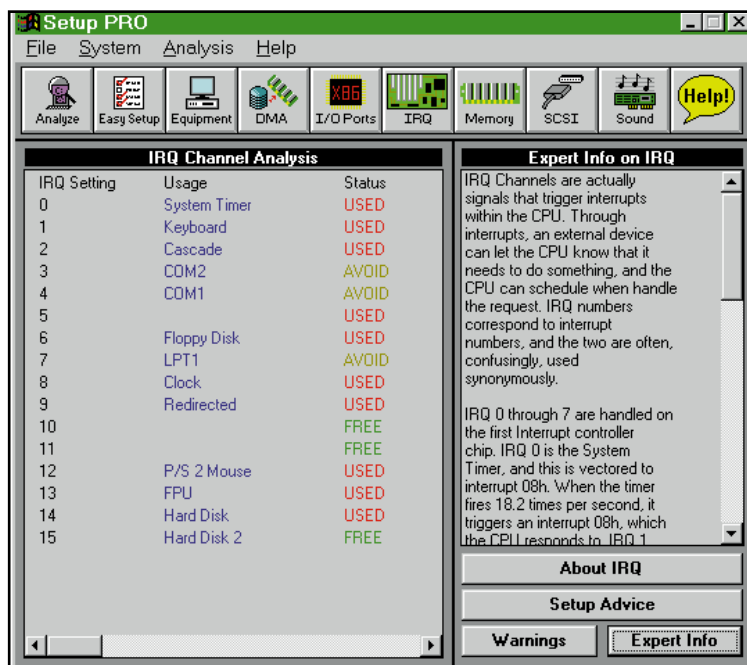 Setup PRO
File System Analysis Help
Analyze Easy Setup Equipment DMA X86 I/O Ports IRQ Memory SCSI Sound Help!
IRQ Channel Analysis
IRQ Setting Usage Status
0 System Timer USED
1 Keyboard USED
2 Cascade USED
3 COM2 AVOID
4 COM1 AVOID
5 USED
6 Floppy Disk USED
7 LPT1 AVOID
8 Clock USED
9 Redirected USED
10 FREE
11 FREE
12 P/S 2 Mouse USED
13 FPU USED
14 Hard Disk USED
15 Hard Disk 2 FREE
Expert Info on IRQ
IRQ Channels are actually
signals that trigger interrupts
within the CPU. Through
interrupts, an external device
can let the CPU know that it
needs to do something, and the
CPU can schedule when handle
the request. IRQ numbers
correspond to interrupt
numbers, and the two are often,
confusingly, used
synonymously.
IRQ 0 through 7 are handled on
the first Interrupt controller
chip. IRQ 0 is the System
Timer, and this is vectored to
interrupt 08h. When the timer
fires 18.2 times per second, it
triggers an interrupt 08h, which
the CPU responds to. IRQ 1
About IRQ
Setup Advice
Warnings Expert Info